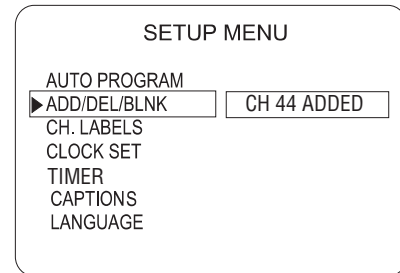 SETUP MENU
AUTO PROGRAM
ADD/DEL/BLNK CH 44 ADDED
CH. LABELS
CLOCK SET
TIMER
CAPTIONS
LANGUAGE